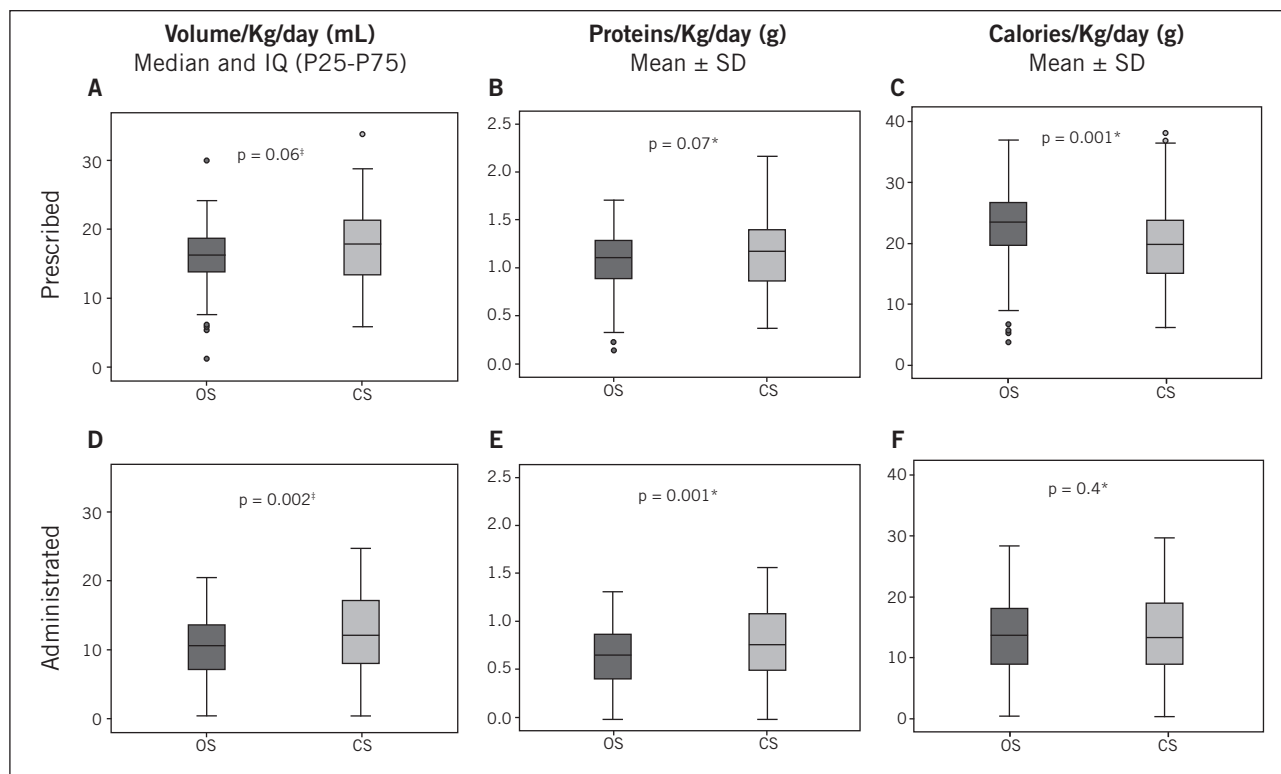 Volume/Kg/day (mL)
Median and IQ (P25-P75)
Proteins/Kg/day (g)
Mean ± SD
Calories/Kg/day (g)
Mean ± SD
Prescribed
A
p = 0.06‡
30
20
10
0
OS
CS
B
p = 0.07*
2.5
2.0
1.5
1.0
0.5
0.0
OS
CS
C
p = 0.001*
40
30
20
10
0
OS
CS
Administrated
D
p = 0.002‡
30
20
10
0
OS
CS
E
p = 0.001*
2.5
2.0
1.5
1.0
0.5
0.0
OS
CS
F
p = 0.4*
40
30
20
10
0
OS
CS